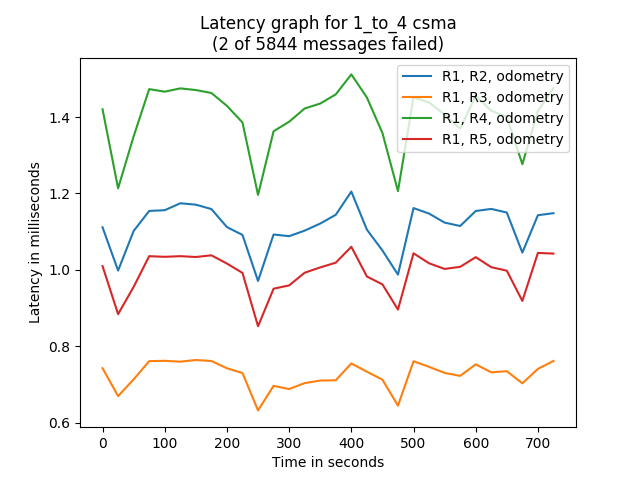 Latency graph for 1_to_4 csma
(2 of 5844 messages failed)
R1, R2, odometry
R1, R3, odometry
R1, R4, odometry
R1, R5, odometry
Latency in milliseconds
1.4
1.2
1.0
0.8
0.6
0 100 200 300 400 500 600 700
Time in seconds